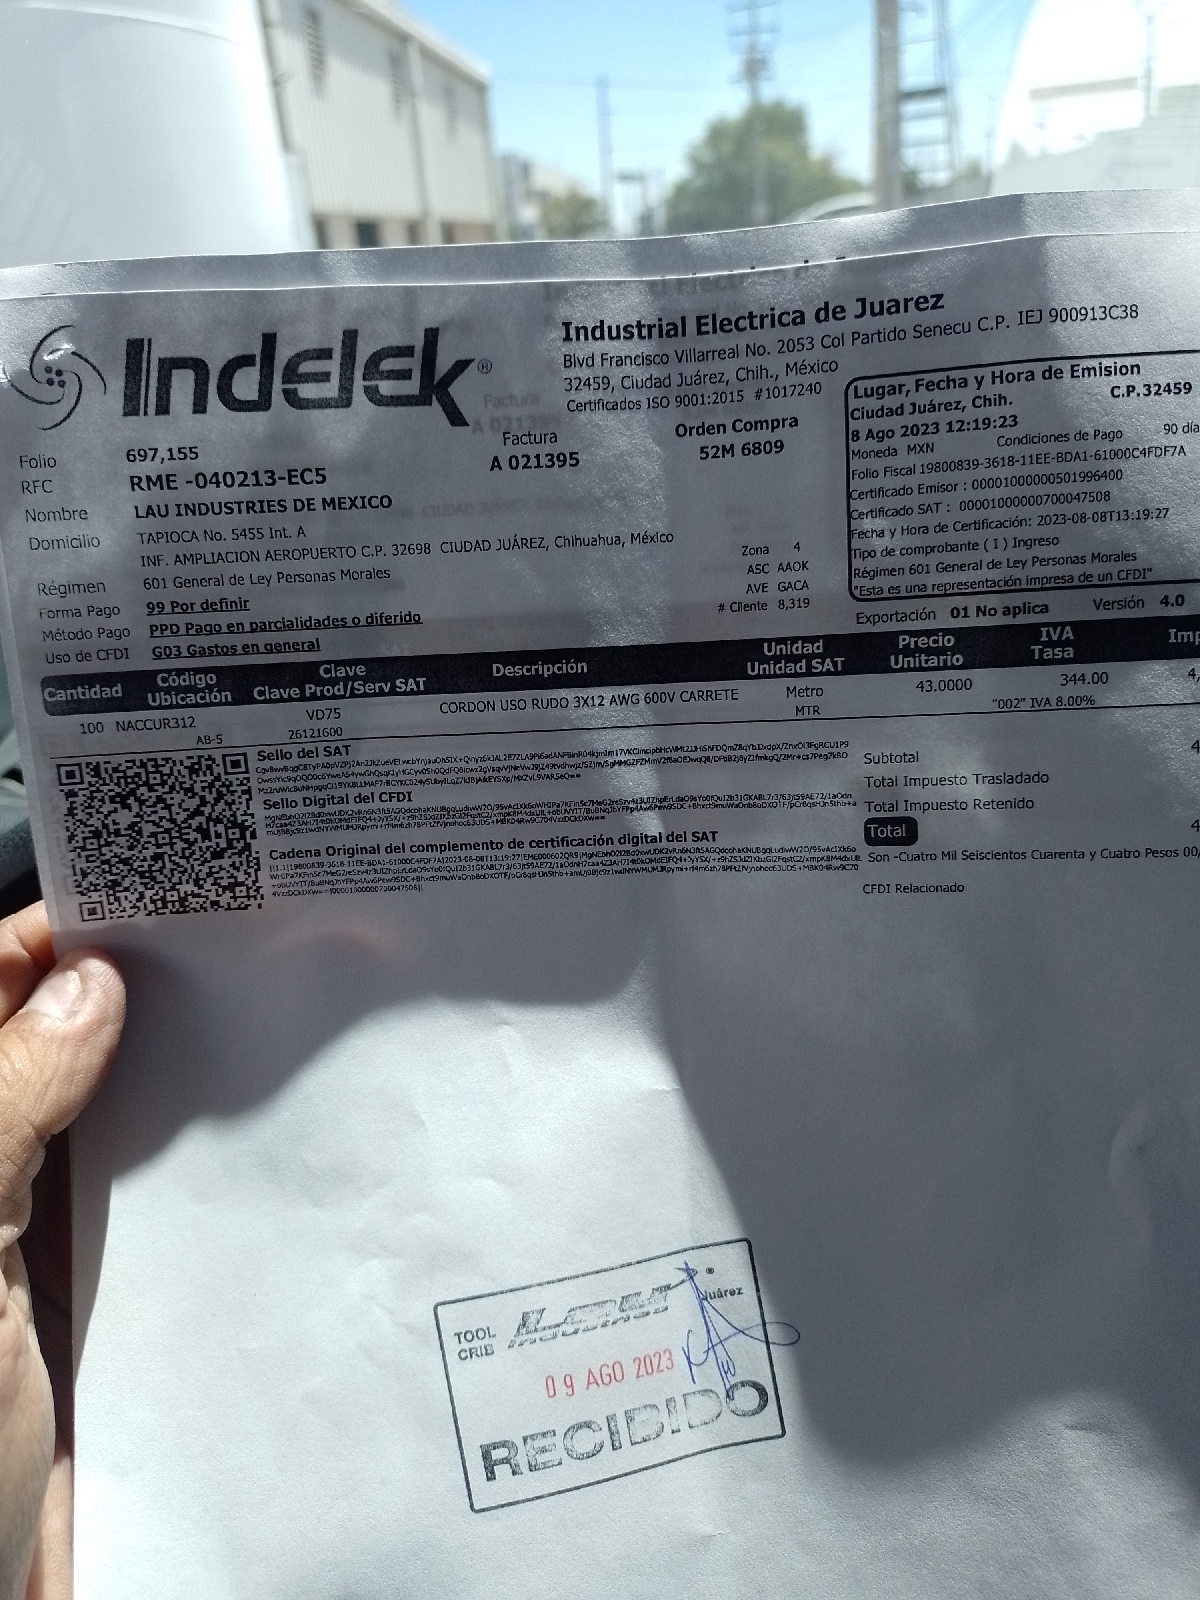 Indelek®
Industrial Electrica de Juarez
Blvd Francisco Villarreal No. 2053 Col Partido Senecu C.P. IEJ 900913C38
32459, Ciudad Juárez, Chih., México
Certificados ISO 9001:2015 #1017240
Factura
A 021395
Orden Compra
52M 6809
Lugar, Fecha y Hora de Emision
C.P.32459
Ciudad Juárez, Chih.
8 Ago 2023 12:19:23
Moneda MXN Condiciones de Pago 90 día
Folio Fiscal 19800839-3618-11EE-BDA1-61000C4FDF7A
Certificado Emisor : 00001000000501996400
Certificado SAT : 00001000000700047508
Fecha y Hora de Certificación: 2023-08-08T13:19:27
Tipo de comprobante ( I ) Ingreso
Régimen 601 General de Ley Personas Morales
"Esta es una representación impresa de un CFDI"
Folio 697,155
RFC RME -040213-EC5
Nombre LAU INDUSTRIES DE MEXICO
Domicilio TAPIOCA No. 5455 Int. A
INF. AMPLIACION AEROPUERTO C.P. 32698 CIUDAD JUÁREZ, Chihuahua, México
Régimen 601 General de Ley Personas Morales
Forma Pago 99 Por definir
Método Pago PPD Pago en parcialidades o diferido
Uso de CFDI G03 Gastos en general
Zona 4
ASC AAOK
AVE GACA
# Cliente 8,319
Exportación 01 No aplica Versión 4.0
Cantidad Código Ubicación Clave Clave Prod/Serv SAT Descripción Unidad Unidad SAT Precio Unitario IVA Tasa Imp
100 NACCUR312 VD75 CORDON USO RUDO 3X12 AWG 600V CARRETE Metro 43.0000 344.00 4,
AB-5 26121600 MTR "002" IVA 8.00%
Sello del SAT
Sello Digital del CFDI
Cadena Original del complemento de certificación digital del SAT
Subtotal 4
Total Impuesto Trasladado
Total Impuesto Retenido
Total 4
Son -Cuatro Mil Seiscientos Cuarenta y Cuatro Pesos 00/
CFDI Relacionado
TOOL CRIB LAU Juárez
09 AGO 2023
RECIBIDO